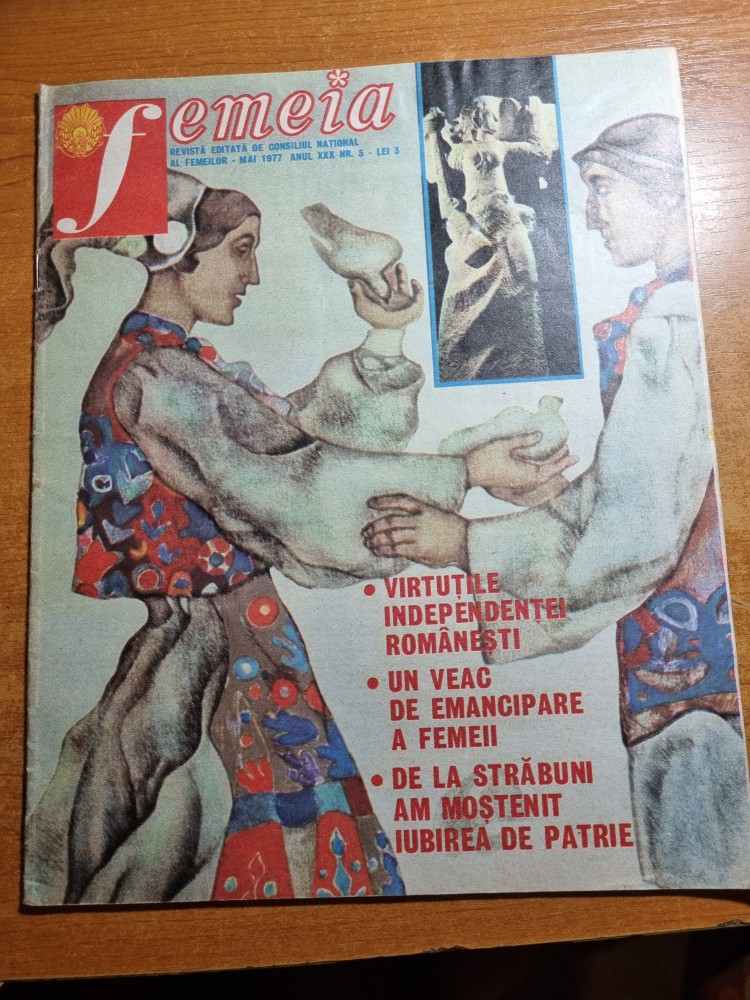 femeia
REVISTĂ EDITATĂ DE CONSILIUL NAȚIONAL
AL FEMEILOR - MAI 1977 ANUL XXX NR. 5 - LEI 3
• VIRTUȚILE
INDEPENDENȚEI
ROMÂNEȘTI
• UN VEAC
DE EMANCIPARE
A FEMEII
• DE LA STRĂBUNI
AM MOȘTENIT
IUBIREA DE PATRIE